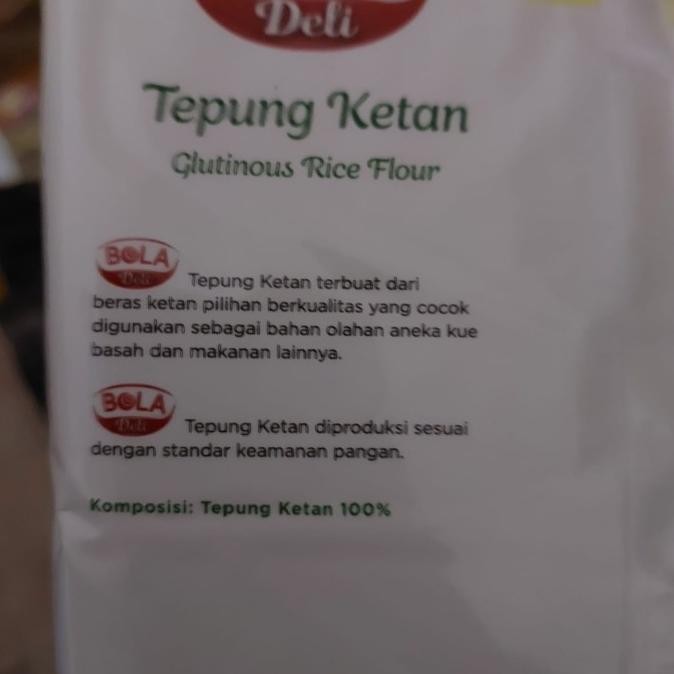 Deli
Tepung Ketan
Glutinous Rice Flour
BOLA
Deli
Tepung Ketan terbuat dari
beras ketan pilihan berkualitas yang cocok
digunakan sebagai bahan olahan aneka kue
basah dan makanan lainnya.
BOLA
Deli
Tepung Ketan diproduksi sesuai
dengan standar keamanan pangan.
Komposisi: Tepung Ketan 100%